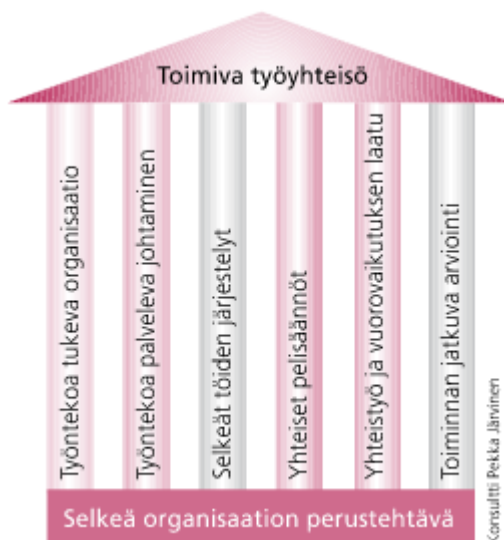 Toimiva työyhteisö
Työntekoa tukeva organisaatio
Työntekoa palveleva johtaminen
Selkeät töiden järjestelyt
Yhteiset pelisäännöt
Yhteistyö ja vuorovaikutuksen laatu
Toiminnan jatkuva arviointi
Selkeä organisaation perustehtävä
Konsultti Pekka Järvinen